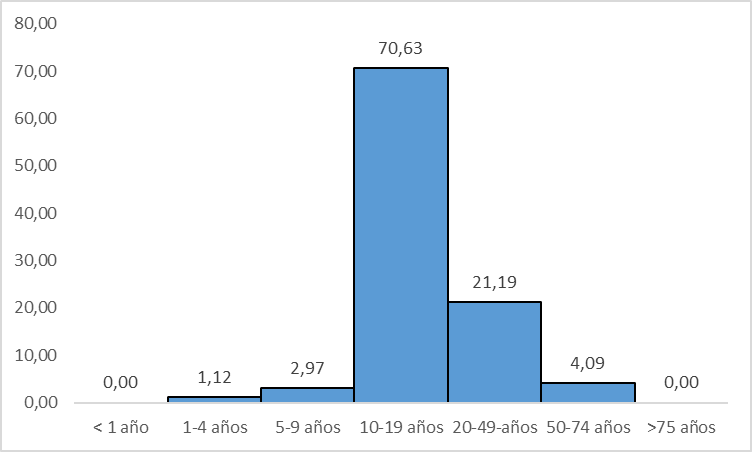 80,00
70,00
60,00
50,00
40,00
30,00
20,00
10,00
0,00
0,00
1,12
2,97
70,63
21,19
4,09
0,00
< 1 año
1-4 años
5-9 años
10-19 años
20-49-años
50-74 años
>75 años